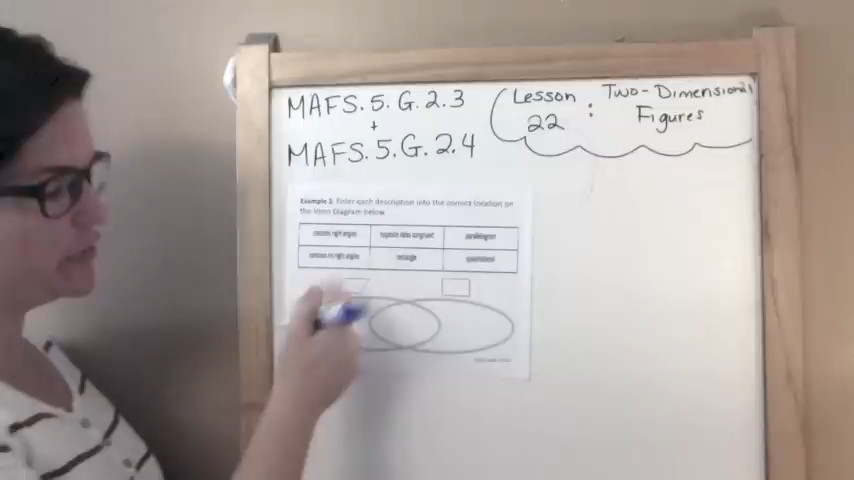 MAFS.5.G.2.3
+
MAFS.5.G.2.4
Lesson 22 : Two-Dimensional Figures
Example 1: Enter each description into the correct location on
the Venn Diagram below
contains right angles opposite sides congruent parallelogram
contains no right angles rectangle quadrilateral